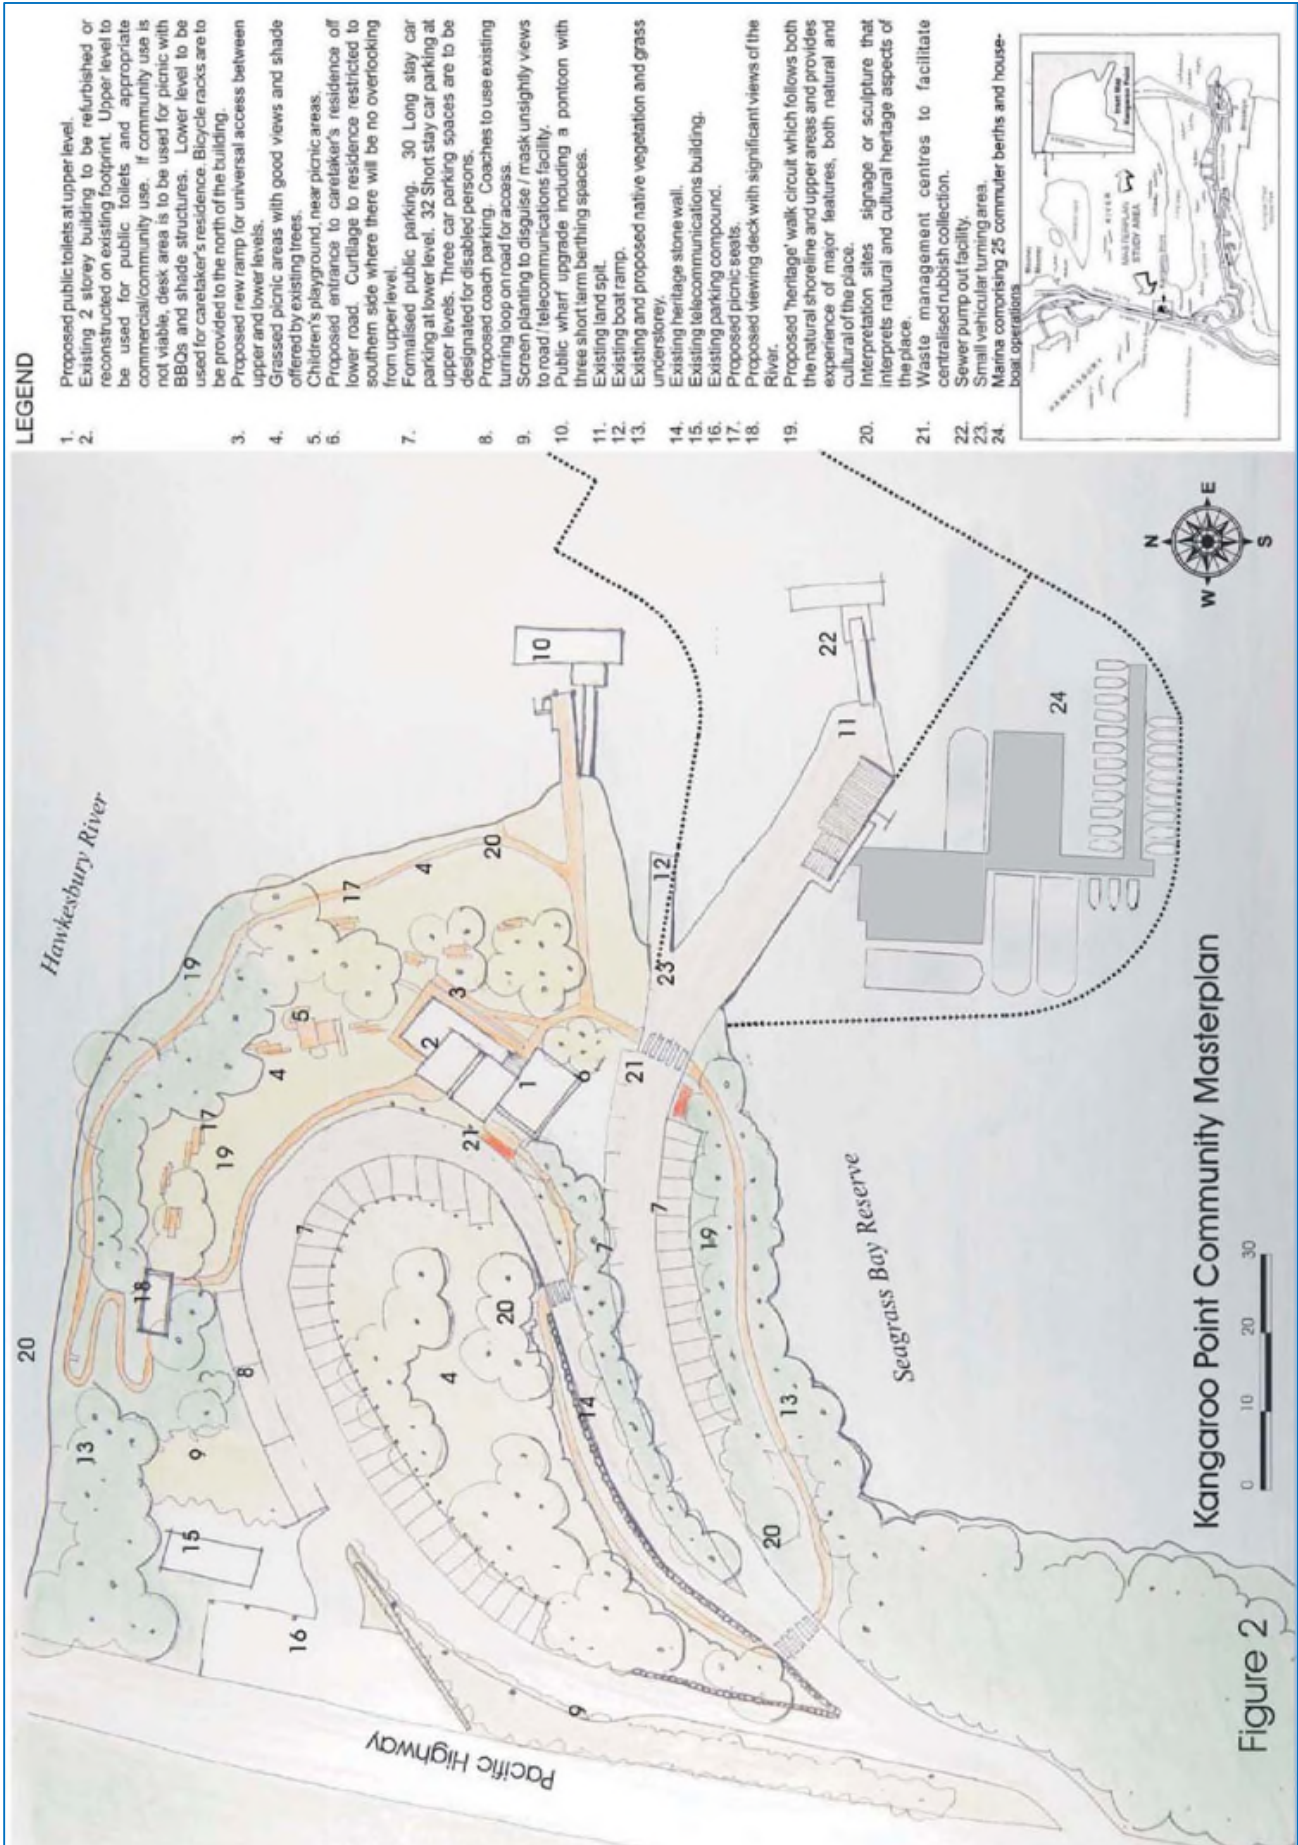 LEGEND
1. Proposed public toilets at upper level.
2. Existing 2 storey building to be refurbished or
reconstructed on existing footprint. Upper level to
be used for public toilets and appropriate
commercial/community use. If community use is
not viable, desk area is to be used for picnic with
BBQs and shade structures. Lower level to be
used for caretaker's residence. Bicycle racks are to
be provided to the north of the building.
3. Proposed new ramp for universal access between
upper and lower levels.
4. Grassed picnic areas with good views and shade
offered by existing trees.
5. Children's playground, near picnic areas.
6. Proposed entrance to caretaker's residence off
lower road. Curtilage to residence restricted to
southern side where there will be no overlooking
from upper level.
7. Formalised public parking. 30 Long stay car
parking at lower level. 32 Short stay car parking at
upper levels. Three car parking spaces are to be
designated for disabled persons.
8. Proposed coach parking. Coaches to use existing
turning loop on road for access.
9. Screen planting to disguise / mask unsightly views
to road / telecommunications facility.
10. Public wharf upgrade including a pontoon with
three short term berthing spaces.
11. Existing land spit.
12. Existing boat ramp.
13. Existing and proposed native vegetation and grass
understorey.
14. Existing heritage stone wall.
15. Existing telecommunications building.
16. Existing parking compound.
17. Proposed picnic seats.
18. Proposed viewing deck with significant views of the
River.
19. Proposed 'heritage' walk circuit which follows both
the natural shoreline and upper areas and provides
experience of major features, both natural and
cultural of the place.
20. Interpretation sites signage or sculpture that
interprets natural and cultural heritage aspects of
the place.
21. Waste management centres to facilitate
centralised rubbish collection.
22. Sewer pump out facility.
23. Small vehicular turning area.
24. Marina comprising 25 commuter berths and house-
boat operations
HAWKESBURY
RIVER
MASTERPLAN
STUDY AREA
Hawkesbury River
20
13
9
15
16
8
18
19
17
19
4
5
17
4
20
10
7
21
2
3
1
6
4
20
7
14
21
7
19
12
23
11
22
24
13
20
9
Pacific Highway
Seagrass Bay Reserve
N
W
E
S
Kangaroo Point Community Masterplan
0 10 20 30
Figure 2